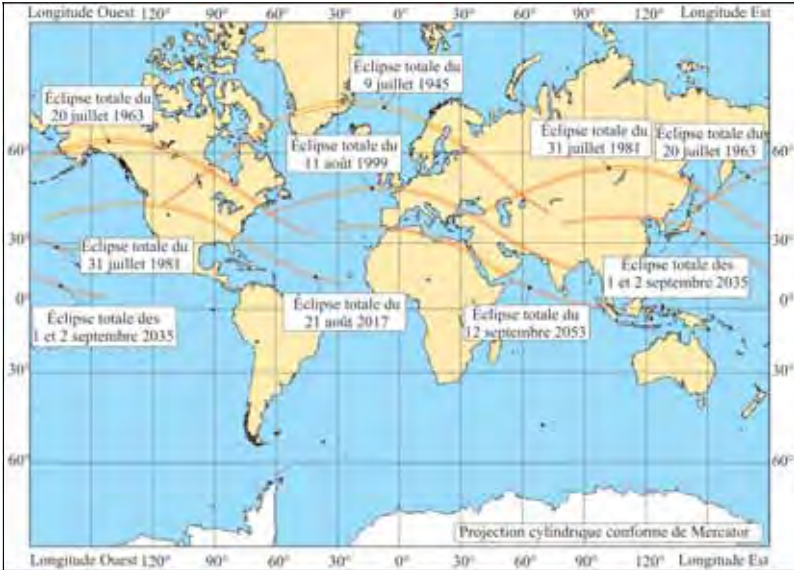 Longitude Ouest 120° 90° 60° 30° 0° 30° 60° 90° 120° Longitude Est
Éclipse totale du
9 juillet 1945
Éclipse totale du
20 juillet 1963
Éclipse totale du
11 août 1999
Éclipse totale du
31 juillet 1981
Éclipse totale du
20 juillet 1963
60° 60°
30° 30°
Éclipse totale du
31 juillet 1981
Éclipse totale des
1 et 2 septembre 2035
0° 0°
Éclipse totale des
1 et 2 septembre 2035
Éclipse totale du
21 août 2017
Éclipse totale du
12 septembre 2053
30° 30°
60° 60°
Projection cylindrique conforme de Mercator
Longitude Ouest 120° 90° 60° 30° 0° 30° 60° 90° 120° Longitude Est